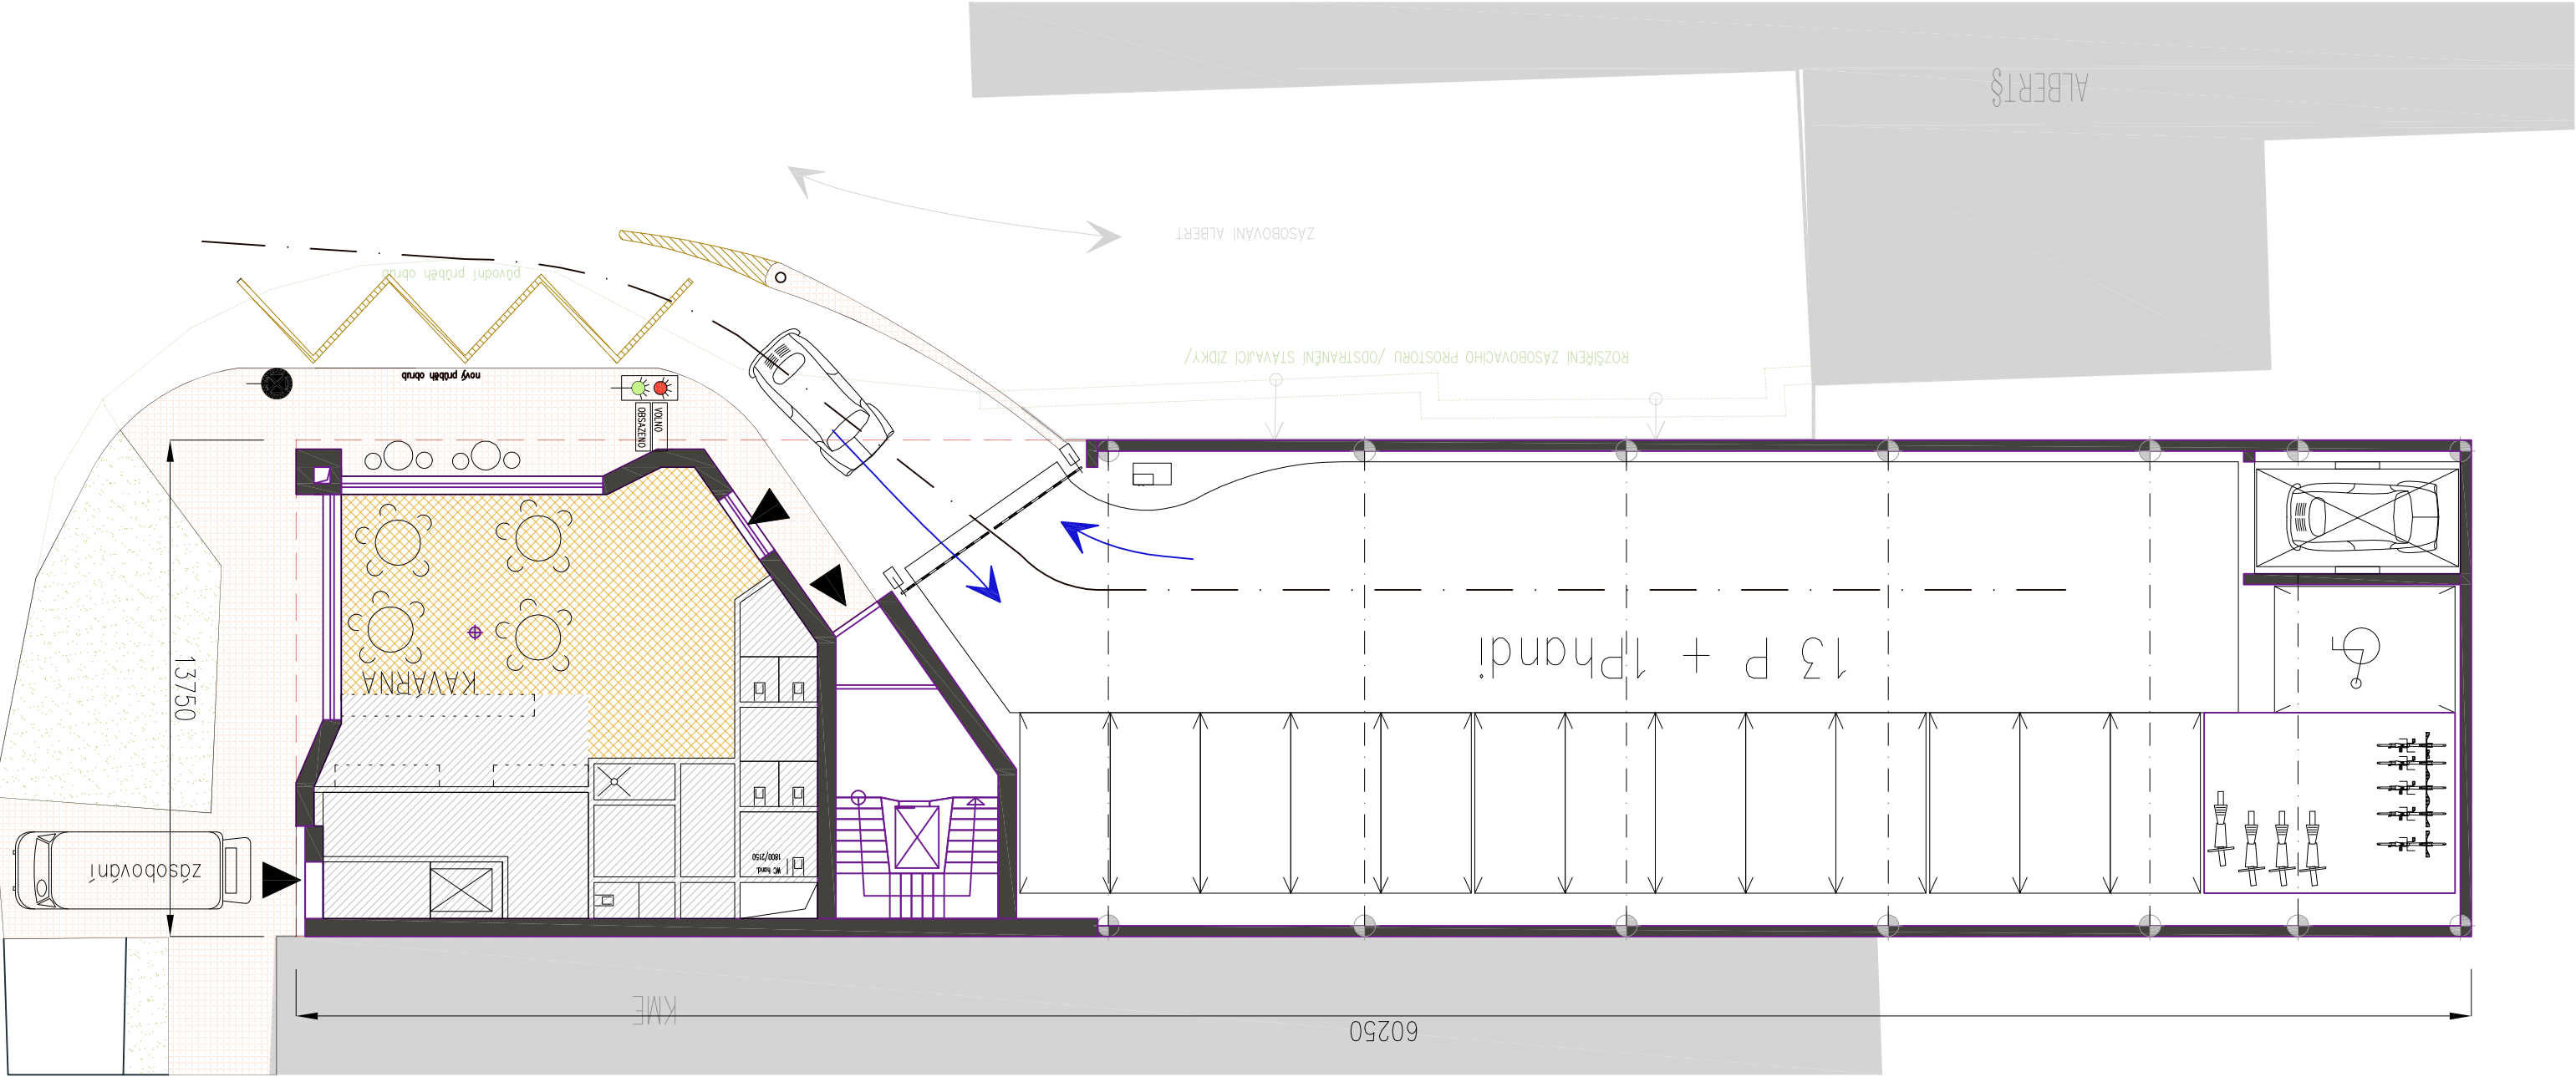 ALBERT§
ZÁSOBOVÁNÍ ALBERT
původní průběh obrub
ROZŠÍŘENÍ ZÁSOBOVACIHO PROSTORU /ODSTRANĚNÍ STÁVAJÍCÍ ZÍDKY/
nový průběh obrub
VOLNO
OBSAZENO
13 P + 1Phandi
KAVÁRNA
13750
zásobování
WC hand.
1800/2150
KME
60250